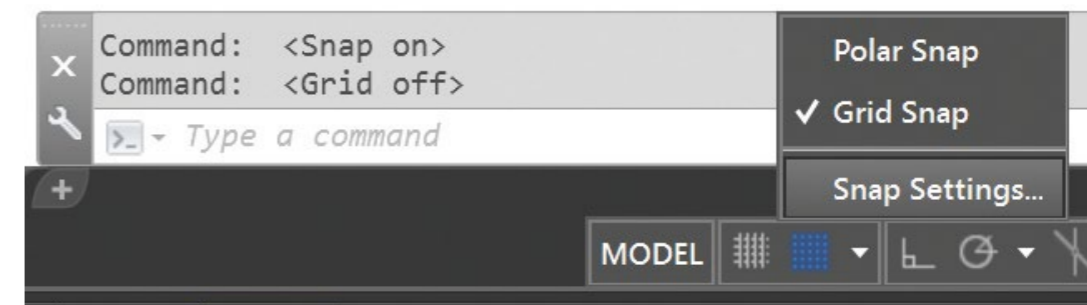 Command:  <Snap on>
Command:  <Grid off>
Type a command
Polar Snap
Grid Snap
Snap Settings...
MODEL